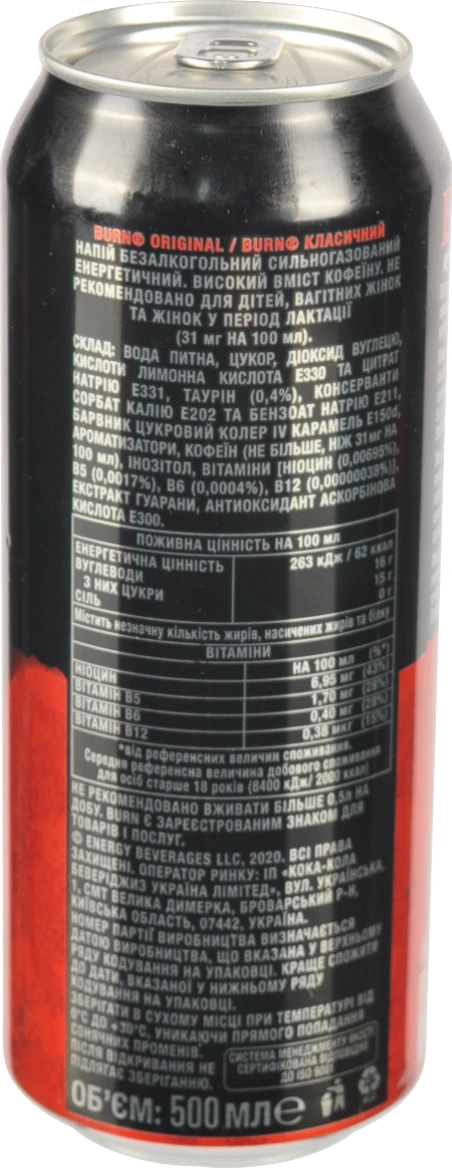 BURN® ORIGINAL / BURN® КЛАСИЧНИЙ
НАПІЙ БЕЗАЛКОГОЛЬНИЙ СИЛЬНОГАЗОВАНИЙ
ЕНЕРГЕТИЧНИЙ. ВИСОКИЙ ВМІСТ КОФЕЇНУ. НЕ
РЕКОМЕНДОВАНО ДЛЯ ДІТЕЙ, ВАГІТНИХ ЖІНОК
ТА ЖІНОК У ПЕРІОД ЛАКТАЦІЇ
(31 мг НА 100 мл).
СКЛАД: ВОДА ПИТНА, ЦУКОР, ДІОКСИД ВУГЛЕЦЮ,
КИСЛОТИ ЛИМОННА КИСЛОТА Е330 ТА ЦИТРАТ
НАТРІЮ Е331, ТАУРІН (0,4%), КОНСЕРВАНТИ
СОРБАТ КАЛІЮ Е202 ТА БЕНЗОАТ НАТРІЮ Е211,
БАРВНИК ЦУКРОВИЙ КОЛЕР IV КАРАМЕЛЬ E150d,
АРОМАТИЗАТОРИ, КОФЕЇН (НЕ БІЛЬШЕ, НІЖ 31мг НА
100 мл), ІНОЗІТОЛ, ВІТАМІНИ [НІОЦИН (0,00695%),
В5 (0,0017%), В6 (0,0004%), В12 (0,00000038%)],
ЕКСТРАКТ ГУАРАНИ, АНТИОКСИДАНТ АСКОРБІНОВА
КИСЛОТА Е300.
ПОЖИВНА ЦІННІСТЬ НА 100 мл
ЕНЕРГЕТИЧНА ЦІННІСТЬ 263 кДж / 62 ккал
ВУГЛЕВОДИ 16 г
З НИХ ЦУКРИ 15 г
СІЛЬ 0 г
Містить незначну кількість жирів, насичених жирів та білку
ВІТАМІНИ
НА 100 мл (%*)
НІОЦИН 6,95 мг (43%)
ВІТАМІН В5 1,70 мг (28%)
ВІТАМІН В6 0,40 мг (28%)
ВІТАМІН В12 0,38 мкг (15%)
*від референсних величин споживання.
Середня референсна величина добового споживання
для осіб старше 18 років (8400 кДж/ 2000 ккал)
НЕ РЕКОМЕНДОВАНО ВЖИВАТИ БІЛЬШЕ 0,5л НА
ДОБУ. BURN Є ЗАРЕЄСТРОВАНИМ ЗНАКОМ ДЛЯ
ТОВАРІВ І ПОСЛУГ.
© ENERGY BEVERAGES LLC, 2020. ВСІ ПРАВА
ЗАХИЩЕНІ. ОПЕРАТОР РИНКУ: ІП «КОКА-КОЛА
БЕВЕРІДЖИЗ УКРАЇНА ЛІМІТЕД», ВУЛ. УКРАЇНСЬКА,
1, СМТ ВЕЛИКА ДИМЕРКА, БРОВАРСЬКИЙ Р-Н,
КИЇВСЬКА ОБЛАСТЬ, 07442, УКРАЇНА.
НОМЕР ПАРТІЇ ВИРОБНИЦТВА ВИЗНАЧАЄТЬСЯ
ДАТОЮ ВИРОБНИЦТВА, ЩО ВКАЗАНА У ВЕРХНЬОМУ
РЯДУ КОДУВАННЯ НА УПАКОВЦІ. КРАЩЕ СПОЖИТИ
ДО ДАТИ, ВКАЗАНОЇ У НИЖНЬОМУ РЯДУ
КОДУВАННЯ НА УПАКОВЦІ.
ЗБЕРІГАТИ В СУХОМУ МІСЦІ ПРИ ТЕМПЕРАТУРІ ВІД
0°С ДО +30°С, УНИКАЮЧИ ПРЯМОГО ПОПАДАННЯ
СОНЯЧНИХ ПРОМЕНІВ.
ПІСЛЯ ВІДКРИВАННЯ НЕ
ПІДЛЯГАЄ ЗБЕРІГАННЮ.
СИСТЕМА МЕНЕДЖМЕНТУ ЯКОСТІ
СЕРТИФІКОВАНА ВІДПОВІДНО
ДО ISO 9001
ОБ'ЄМ: 500 МЛ℮